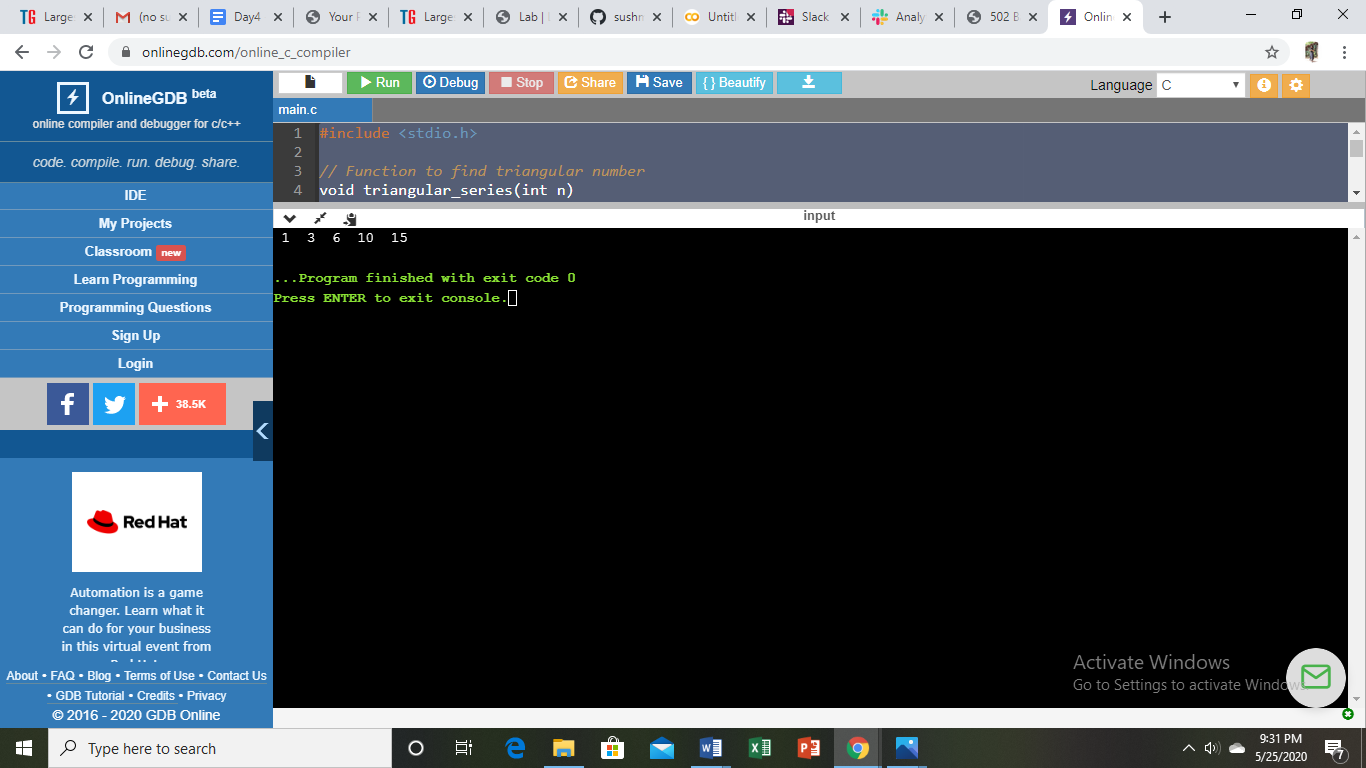 Large
(no su
Day4
Your F
Large
Lab |
sushn
Untitl
Slack
Analy
502 B
Onlin
onlinegdb.com/online_c_compiler
OnlineGDB beta
online compiler and debugger for c/c++
code. compile. run. debug. share.
IDE
My Projects
Classroom new
Learn Programming
Programming Questions
Sign Up
Login
38.5K
Red Hat
Automation is a game
changer. Learn what it
can do for your business
in this virtual event from
About • FAQ • Blog • Terms of Use • Contact Us
• GDB Tutorial • Credits • Privacy
© 2016 - 2020 GDB Online
Run Debug Stop Share Save { } Beautify
Language C
main.c
1 #include <stdio.h>
2
3 // Function to find triangular number
4 void triangular_series(int n)
input
1 3 6 10 15
...Program finished with exit code 0
Press ENTER to exit console.
Activate Windows
Go to Settings to activate Windows.
Type here to search
9:31 PM
5/25/2020
7